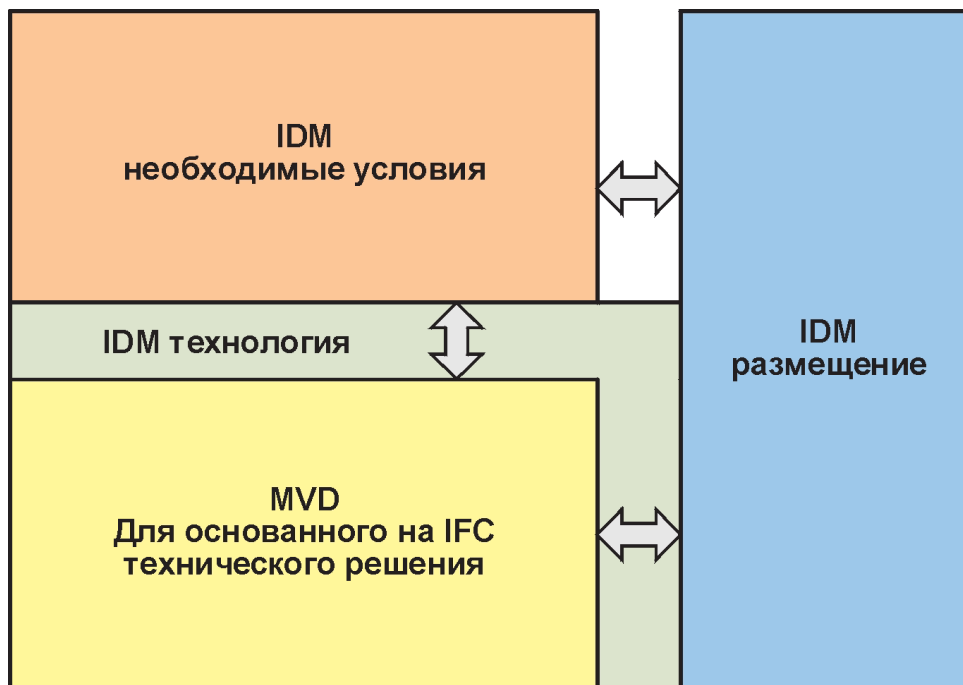 IDM
необходимые условия
IDM технология
IDM
размещение
MVD
Для основанного на IFC
технического решения